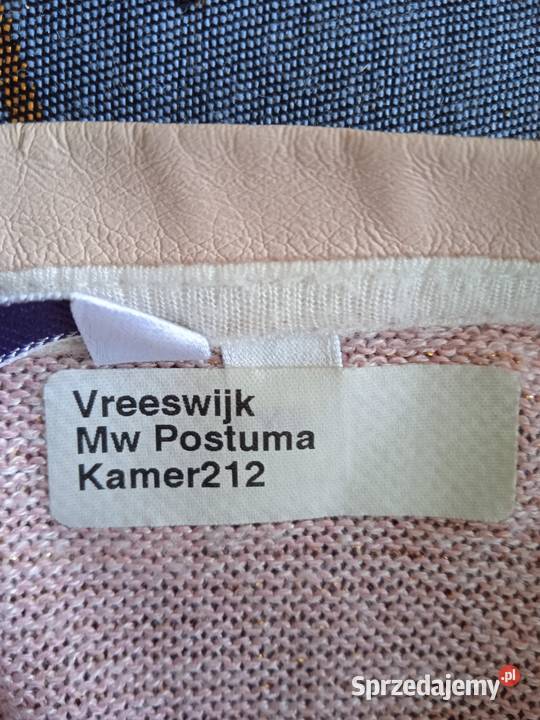 Vreeswijk
Mw Postuma
Kamer212
Sprzedajemy.pl